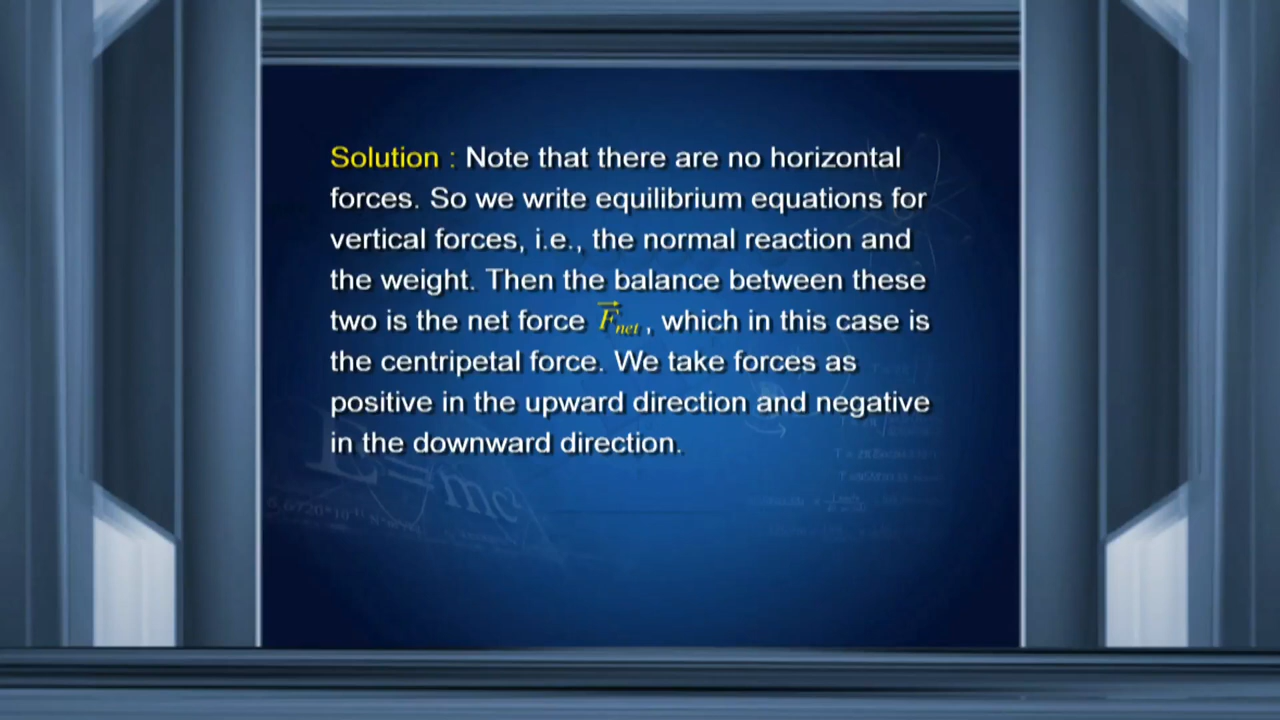 Solution : Note that there are no horizontal
forces. So we write equilibrium equations for
vertical forces, i.e., the normal reaction and
the weight. Then the balance between these
two is the net force F⃗net , which in this case is
the centripetal force. We take forces as
positive in the upward direction and negative
in the downward direction.
E=mc²